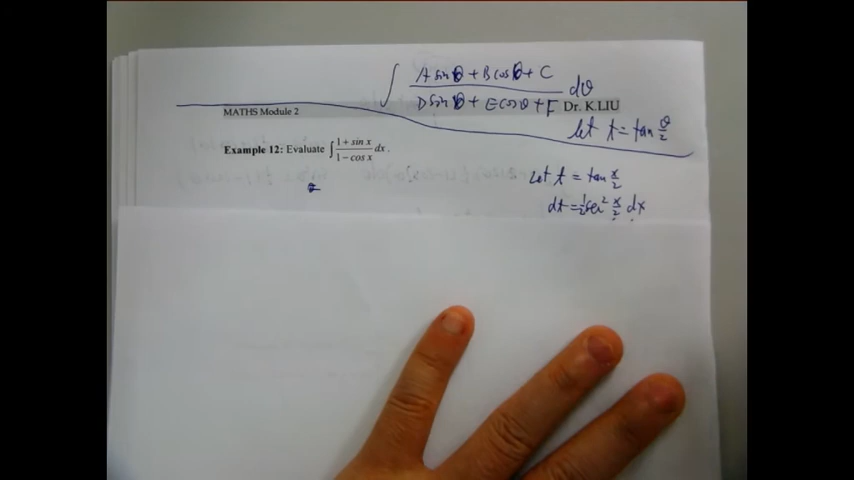 ∫ (A sin θ + B cos θ + C)/(D sin θ + E cos θ + F) dθ
MATHS Module 2 Dr. K.LIU
let t = tan θ/2
Example 12: Evaluate ∫ (1 + sin x)/(1 − cos x) dx.
Let t = tan x/2
dt = 1/2 sec² x/2 dx